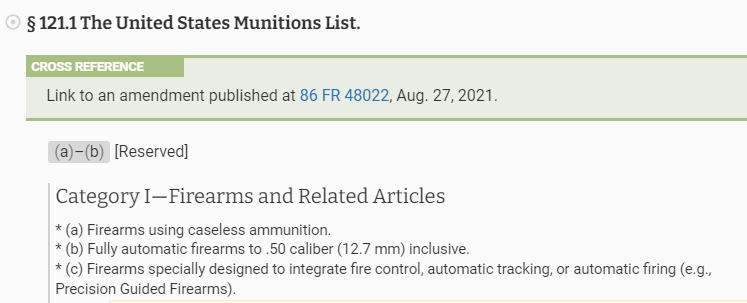 § 121.1 The United States Munitions List.
CROSS REFERENCE
Link to an amendment published at 86 FR 48022, Aug. 27, 2021.
(a)–(b) [Reserved]
Category I—Firearms and Related Articles
* (a) Firearms using caseless ammunition.
* (b) Fully automatic firearms to .50 caliber (12.7 mm) inclusive.
* (c) Firearms specially designed to integrate fire control, automatic tracking, or automatic firing (e.g.,
Precision Guided Firearms).